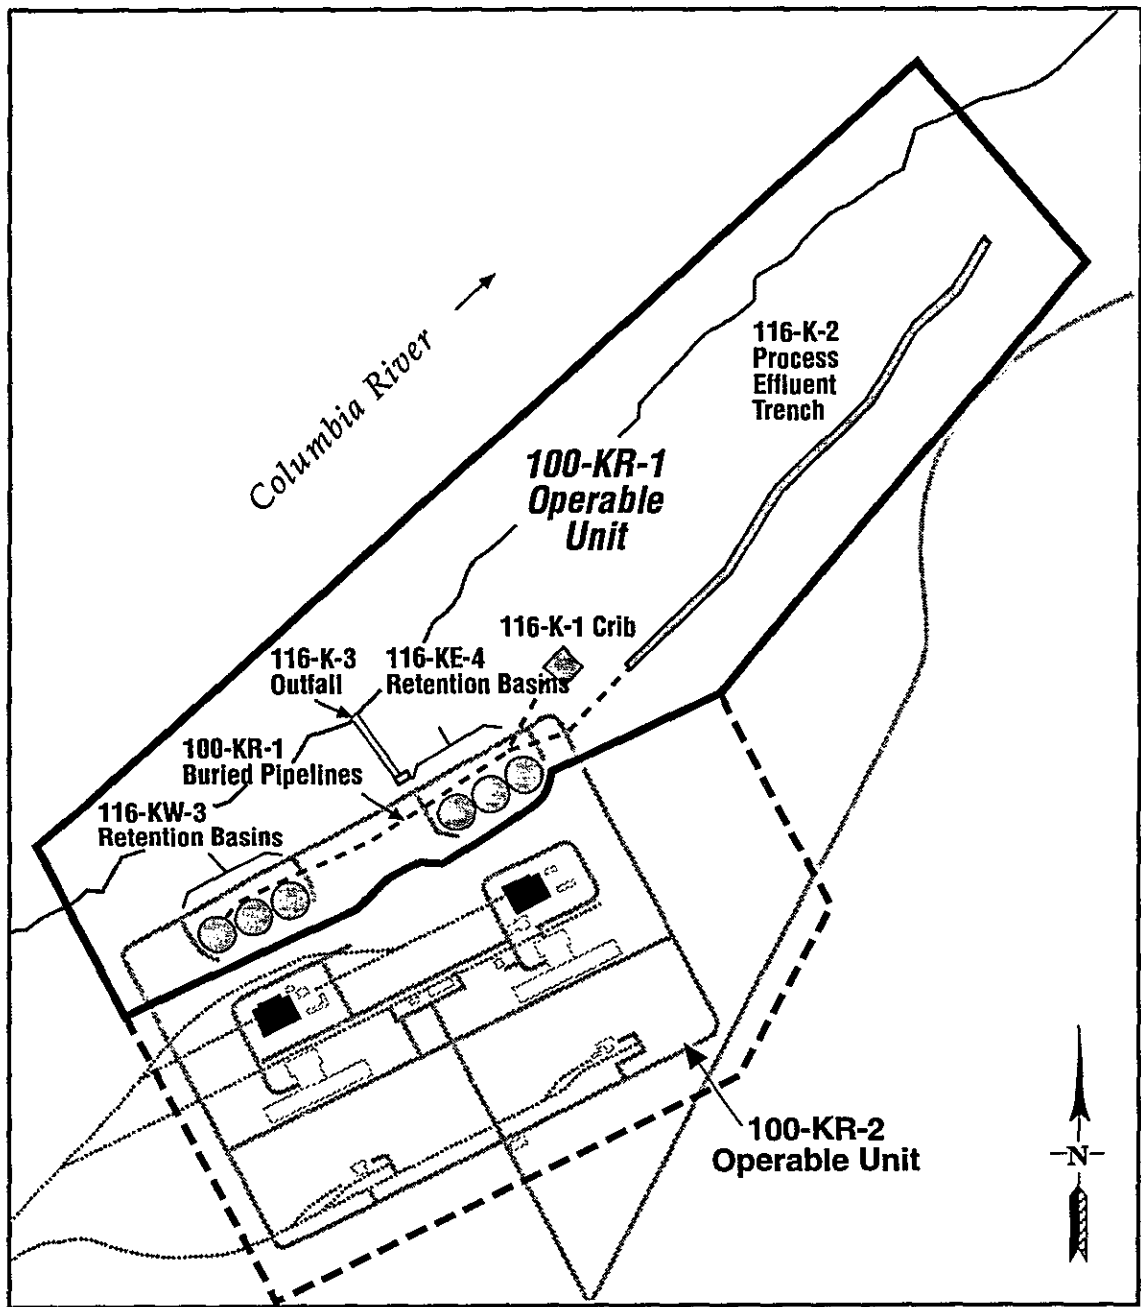 Columbia River
116-K-2
Process
Effluent
Trench
100-KR-1
Operable
Unit
116-K-1 Crib
116-K-3
Outfall
116-KE-4
Retention Basins
100-KR-1
Buried Pipelines
116-KW-3
Retention Basins
100-KR-2
Operable Unit
N